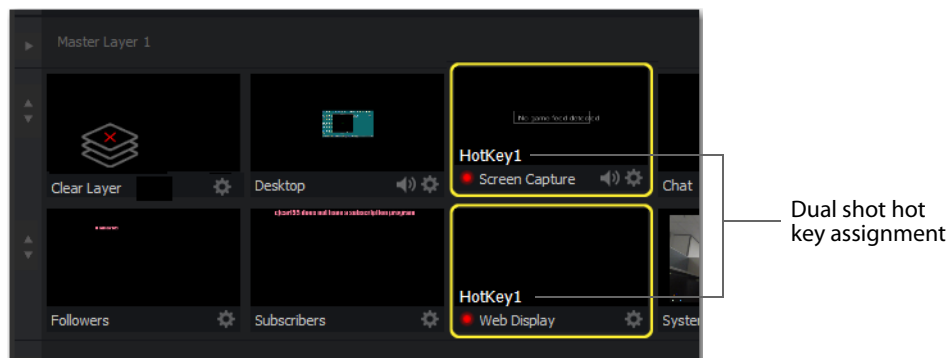 Master Layer 1
No game feed detected
HotKey1
Clear Layer
Desktop
Screen Capture
Chat
Dual shot hot
key assignment
HotKey1
Followers
Subscribers
Web Display